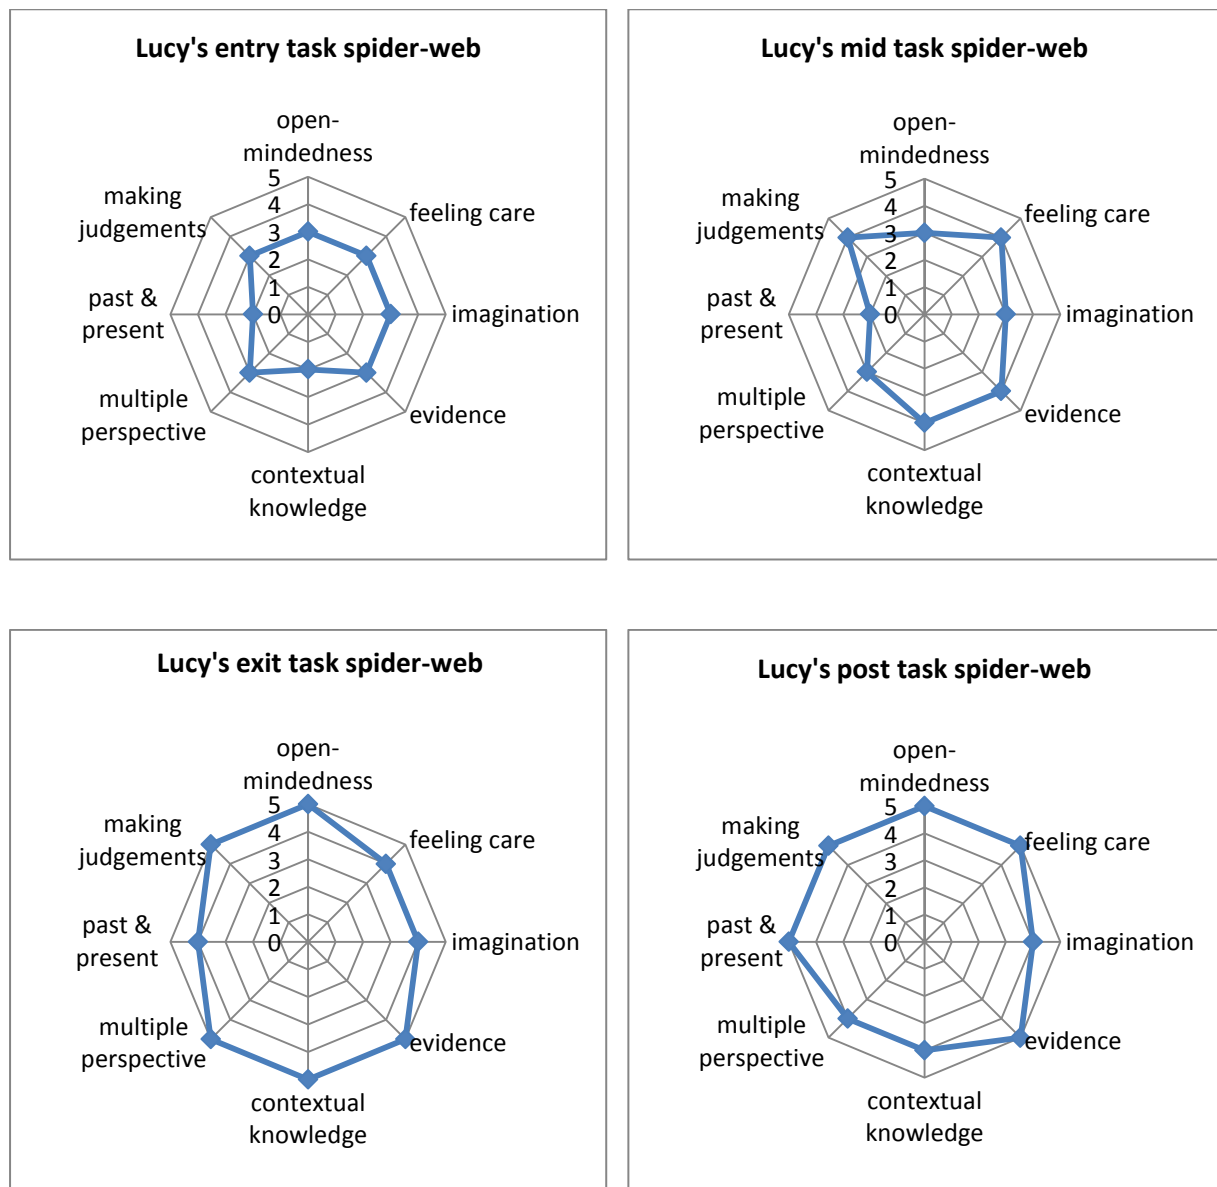 Lucy's entry task spider-web
open-
mindedness
feeling care
imagination
evidence
contextual
knowledge
multiple
perspective
past &
present
making
judgements
5
4
3
2
1
0
Lucy's mid task spider-web
open-
mindedness
feeling care
imagination
evidence
contextual
knowledge
multiple
perspective
past &
present
making
judgements
5
4
3
2
1
0
Lucy's exit task spider-web
open-
mindedness
feeling care
imagination
evidence
contextual
knowledge
multiple
perspective
past &
present
making
judgements
5
4
3
2
1
0
Lucy's post task spider-web
open-
mindedness
feeling care
imagination
evidence
contextual
knowledge
multiple
perspective
past &
present
making
judgements
5
4
3
2
1
0